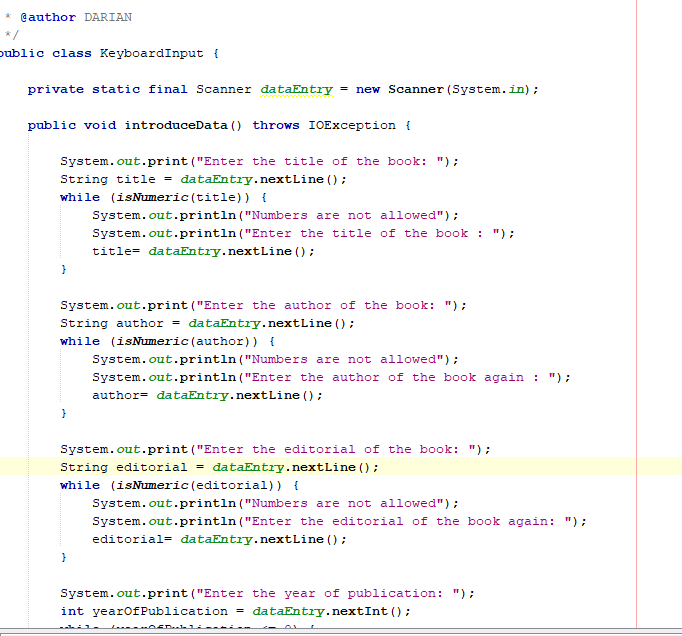 * @author DARIAN
*/
public class KeyboardInput {
private static final Scanner dataEntry = new Scanner(System.in);
public void introduceData() throws IOException {
System.out.print("Enter the title of the book: ");
String title = dataEntry.nextLine();
while (isNumeric(title)) {
System.out.println("Numbers are not allowed");
System.out.println("Enter the title of the book : ");
title= dataEntry.nextLine();
}
System.out.print("Enter the author of the book: ");
String author = dataEntry.nextLine();
while (isNumeric(author)) {
System.out.println("Numbers are not allowed");
System.out.println("Enter the author of the book again : ");
author= dataEntry.nextLine();
}
System.out.print("Enter the editorial of the book: ");
String editorial = dataEntry.nextLine();
while (isNumeric(editorial)) {
System.out.println("Numbers are not allowed");
System.out.println("Enter the editorial of the book again: ");
editorial= dataEntry.nextLine();
}
System.out.print("Enter the year of publication: ");
int yearOfPublication = dataEntry.nextInt();
while (yearOfPublication <= 0) {